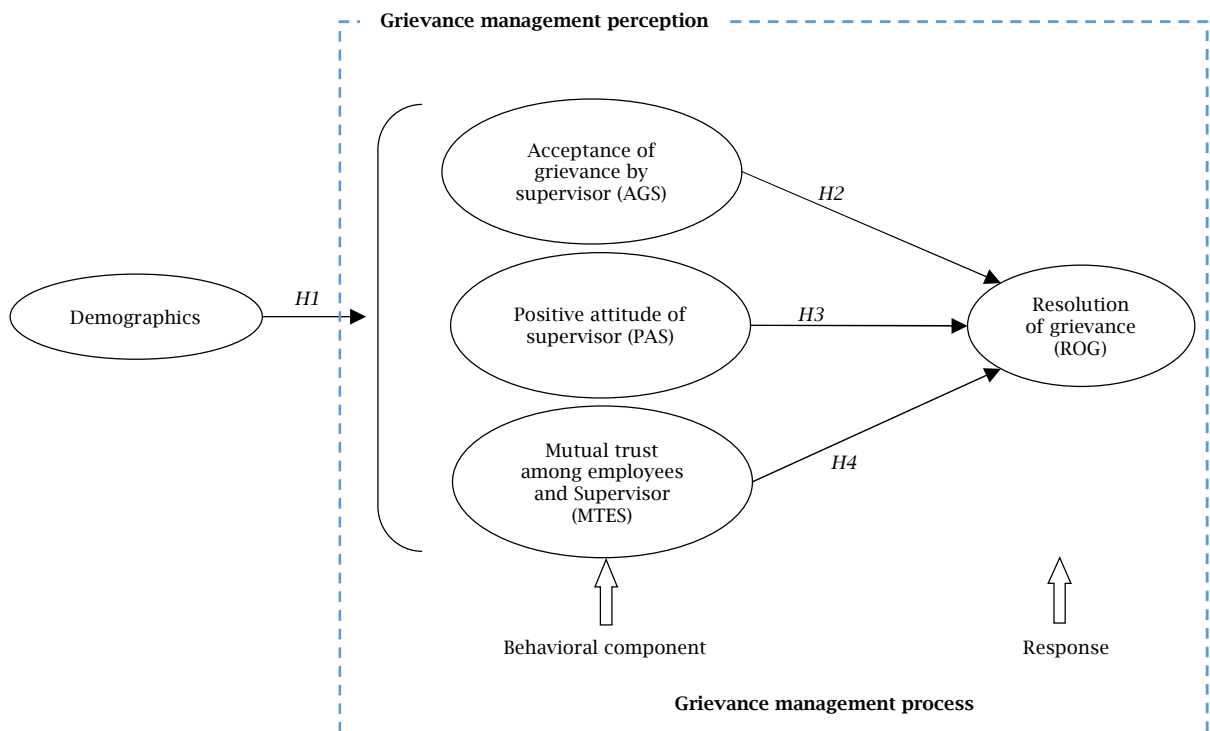 Grievance management perception
Acceptance of
grievance by
supervisor (AGS)
H2
Demographics
H1
Positive attitude of
supervisor (PAS)
H3
Resolution
of grievance
(ROG)
Mutual trust
among employees
and Supervisor
(MTES)
H4
Behavioral component
Response
Grievance management process